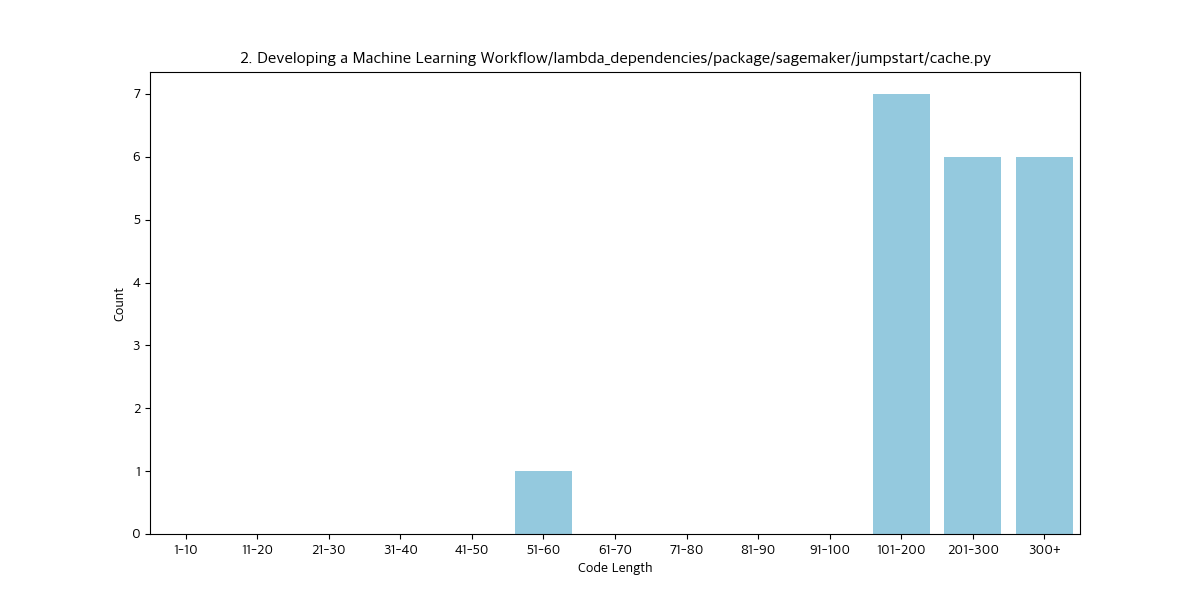 2. Developing a Machine Learning Workflow/lambda_dependencies/package/sagemaker/jumpstart/cache.py
7
6
5
4
3
2
1
0
Count
1-10 11-20 21-30 31-40 41-50 51-60 61-70 71-80 81-90 91-100 101-200 201-300 300+
Code Length